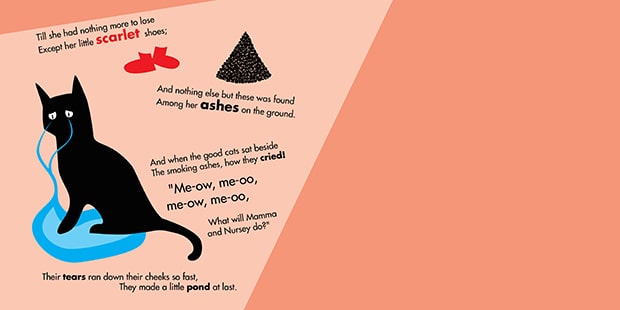 Till she had nothing more to lose
Except her little scarlet shoes;
And nothing else but these was found
Among her ashes on the ground.
And when the good cats sat beside
The smoking ashes, how they cried!
"Me-ow, me-oo,
me-ow, me-oo,
What will Mamma
and Nursey do?"
Their tears ran down their cheeks so fast,
They made a little pond at last.